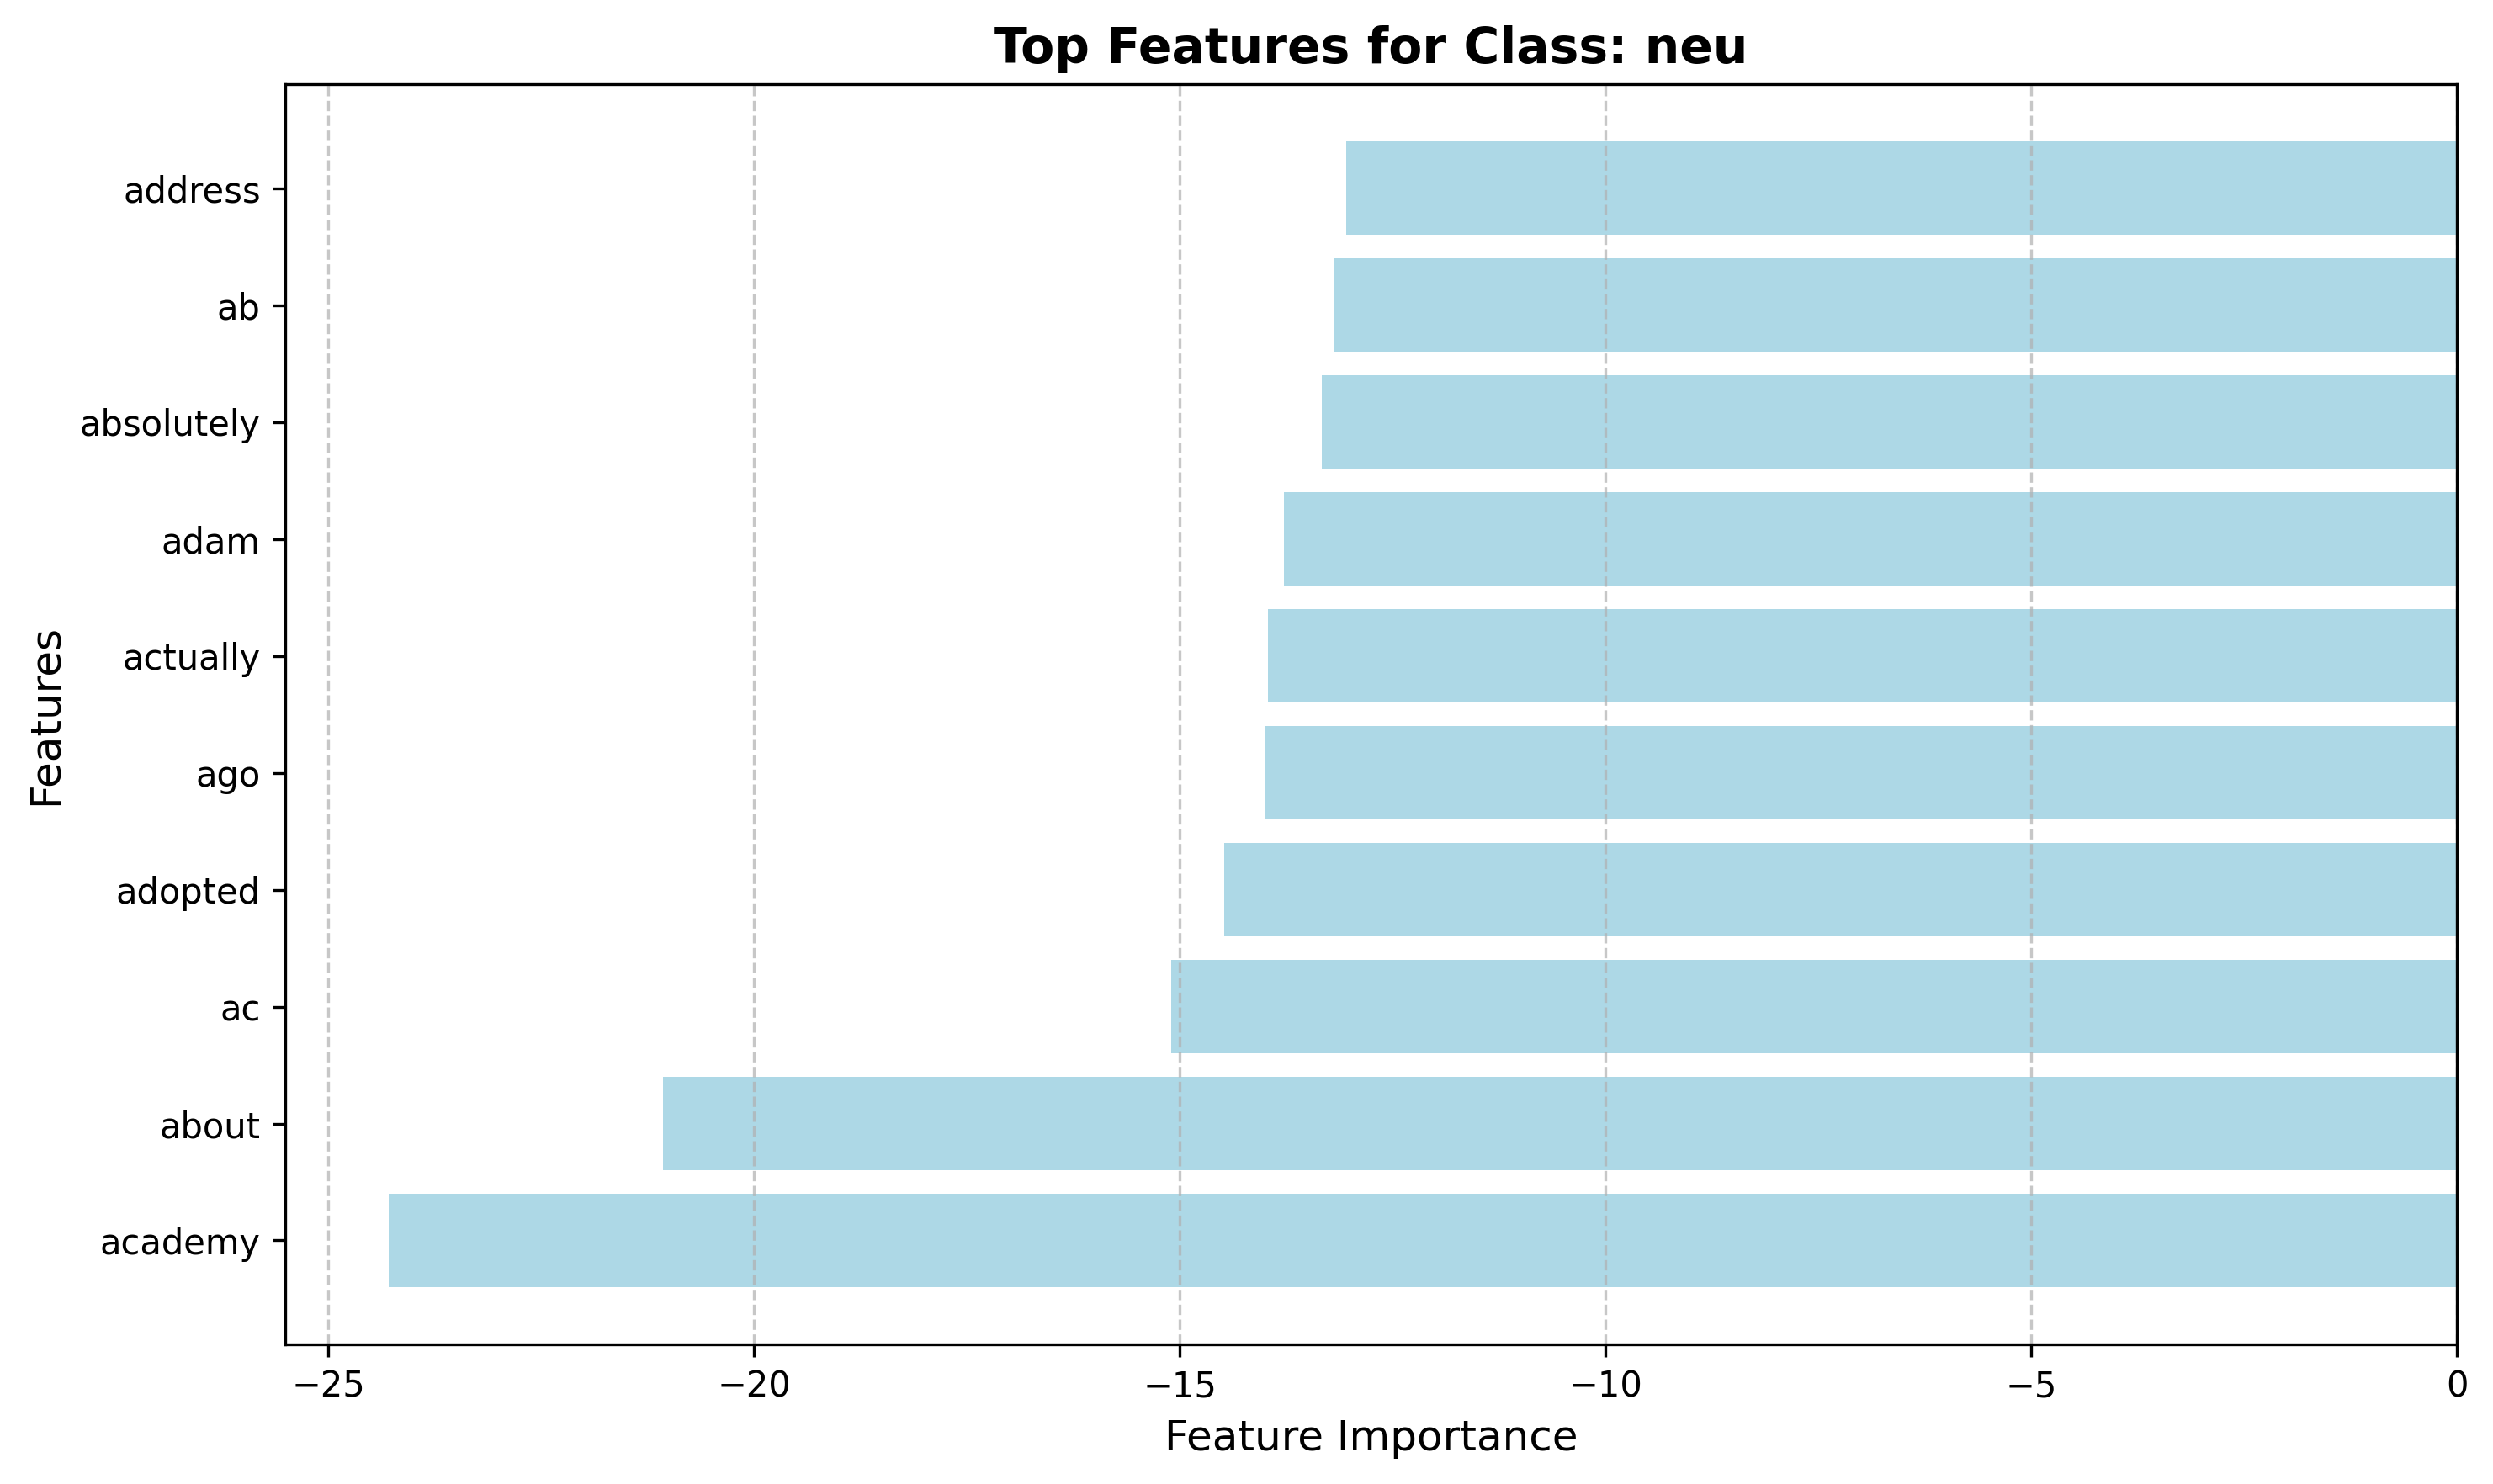 Top Features for Class: neu
Features
address
ab
absolutely
adam
actually
ago
adopted
ac
about
academy
−25
−20
−15
−10
−5
0
Feature Importance